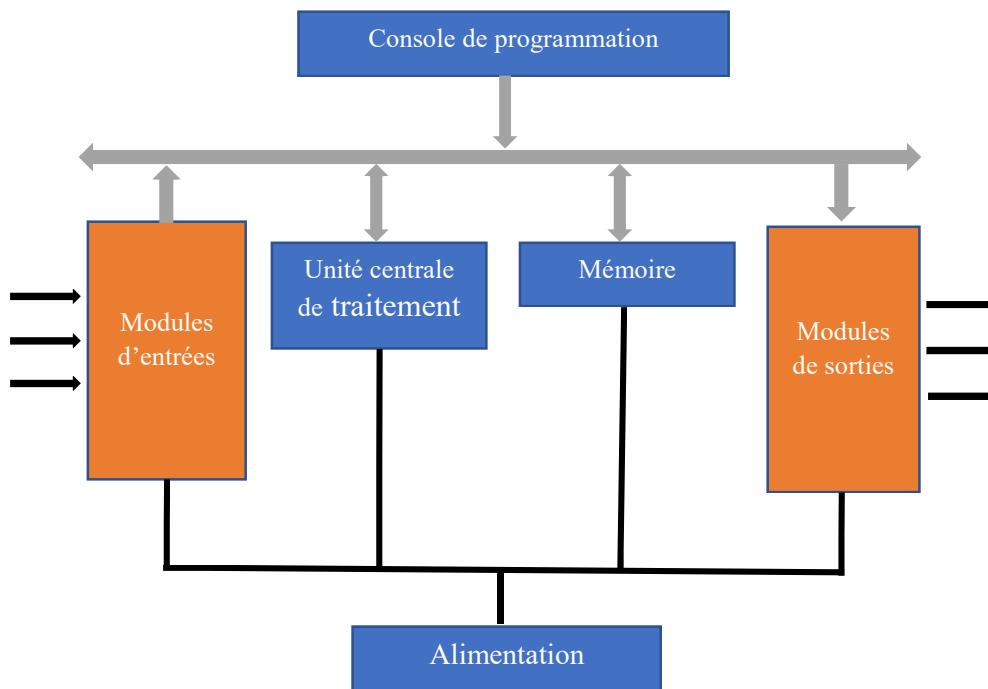 Console de programmation
Unité centrale
de traitement
Mémoire
Modules
d’entrées
Modules
de sorties
Alimentation